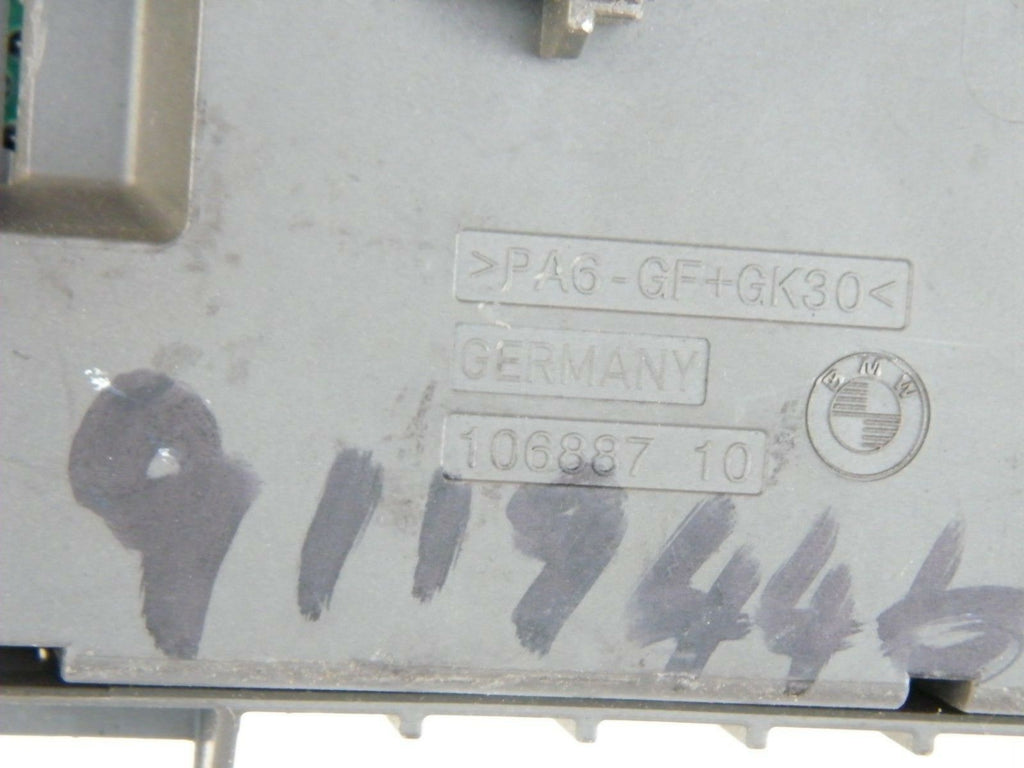 >PA6-GF+GK30<
GERMANY
BMW
106887 10
9119446